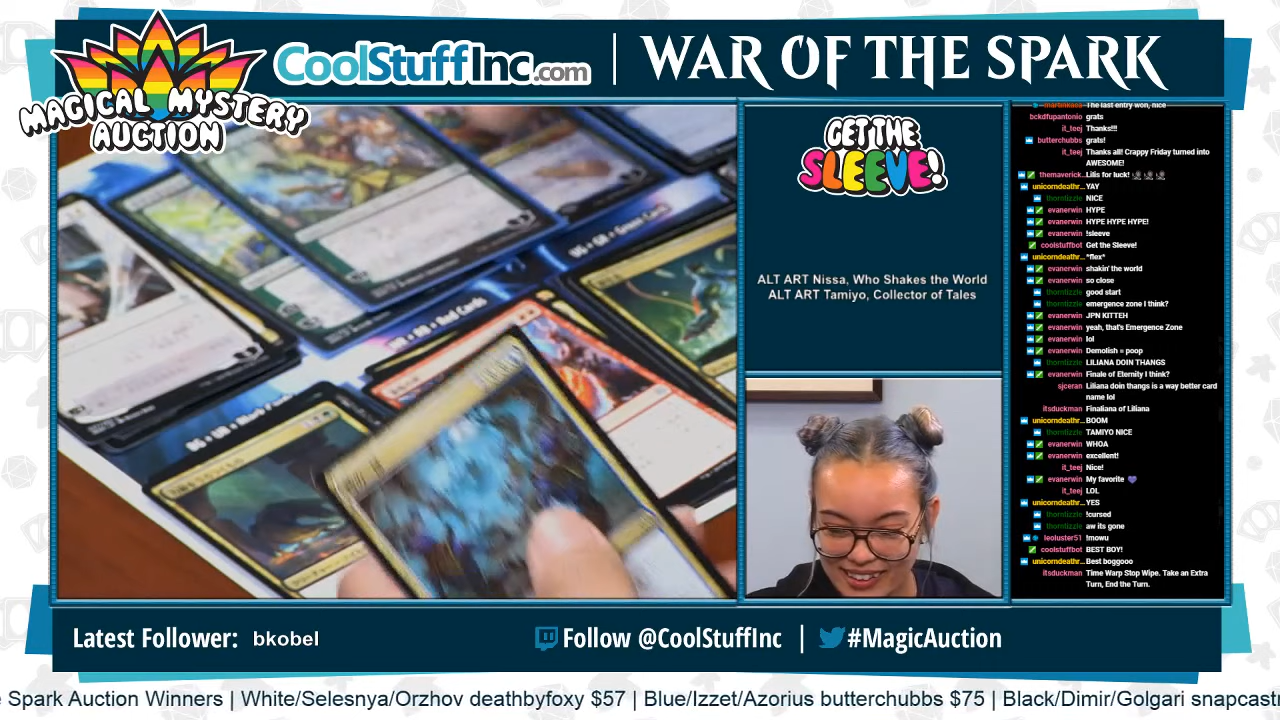 MAGICAL MYSTERY
AUCTION
CoolStuffInc.com
WAR OF THE SPARK
GET THE
SLEEVE!
ALT ART Nissa, Who Shakes the World
ALT ART Tamiyo, Collector of Tales
The last entry won, nice
bckdfupantonio grats
it_teej Thanks!!!
butterchubbs grats!
it_teej Thanks all! Crappy Friday turned into
AWESOME!
themaverick... Lilis for luck!
unicorndeathr... YAY
thorntizzle NICE
evanerwin HYPE
evanerwin HYPE HYPE HYPE!
evanerwin !sleeve
coolstuffbot Get the Sleeve!
unicorndeathr... *flex*
evanerwin shakin' the world
evanerwin so close
thorntizzle good start
thorntizzle emergence zone I think?
evanerwin JPN KITTEH
evanerwin yeah, that's Emergence Zone
evanerwin lol
evanerwin Demolish = poop
thorntizzle LILIANA DOIN THANGS
evanerwin Finale of Eternity I think?
sjceran Liliana doin thangs is a way better card
name lol
itsduckman Finaliana of Liliana
unicorndeathr... BOOM
thorntizzle TAMIYO NICE
evanerwin WHOA
evanerwin excellent!
it_teej Nice!
evanerwin My favorite
it_teej LOL
unicorndeathr... YES
thorntizzle !cursed
thorntizzle aw its gone
leoluster51 !mowu
coolstuffbot BEST BOY!
unicorndeathr... Best boggooo
itsduckman Time Warp Stop Wipe. Take an Extra
Turn, End the Turn.
Latest Follower: bkobel
Follow @CoolStuffInc | #MagicAuction
e Spark Auction Winners | White/Selesnya/Orzhov deathbyfoxy $57 | Blue/Izzet/Azorius butterchubbs $75 | Black/Dimir/Golgari snapcast